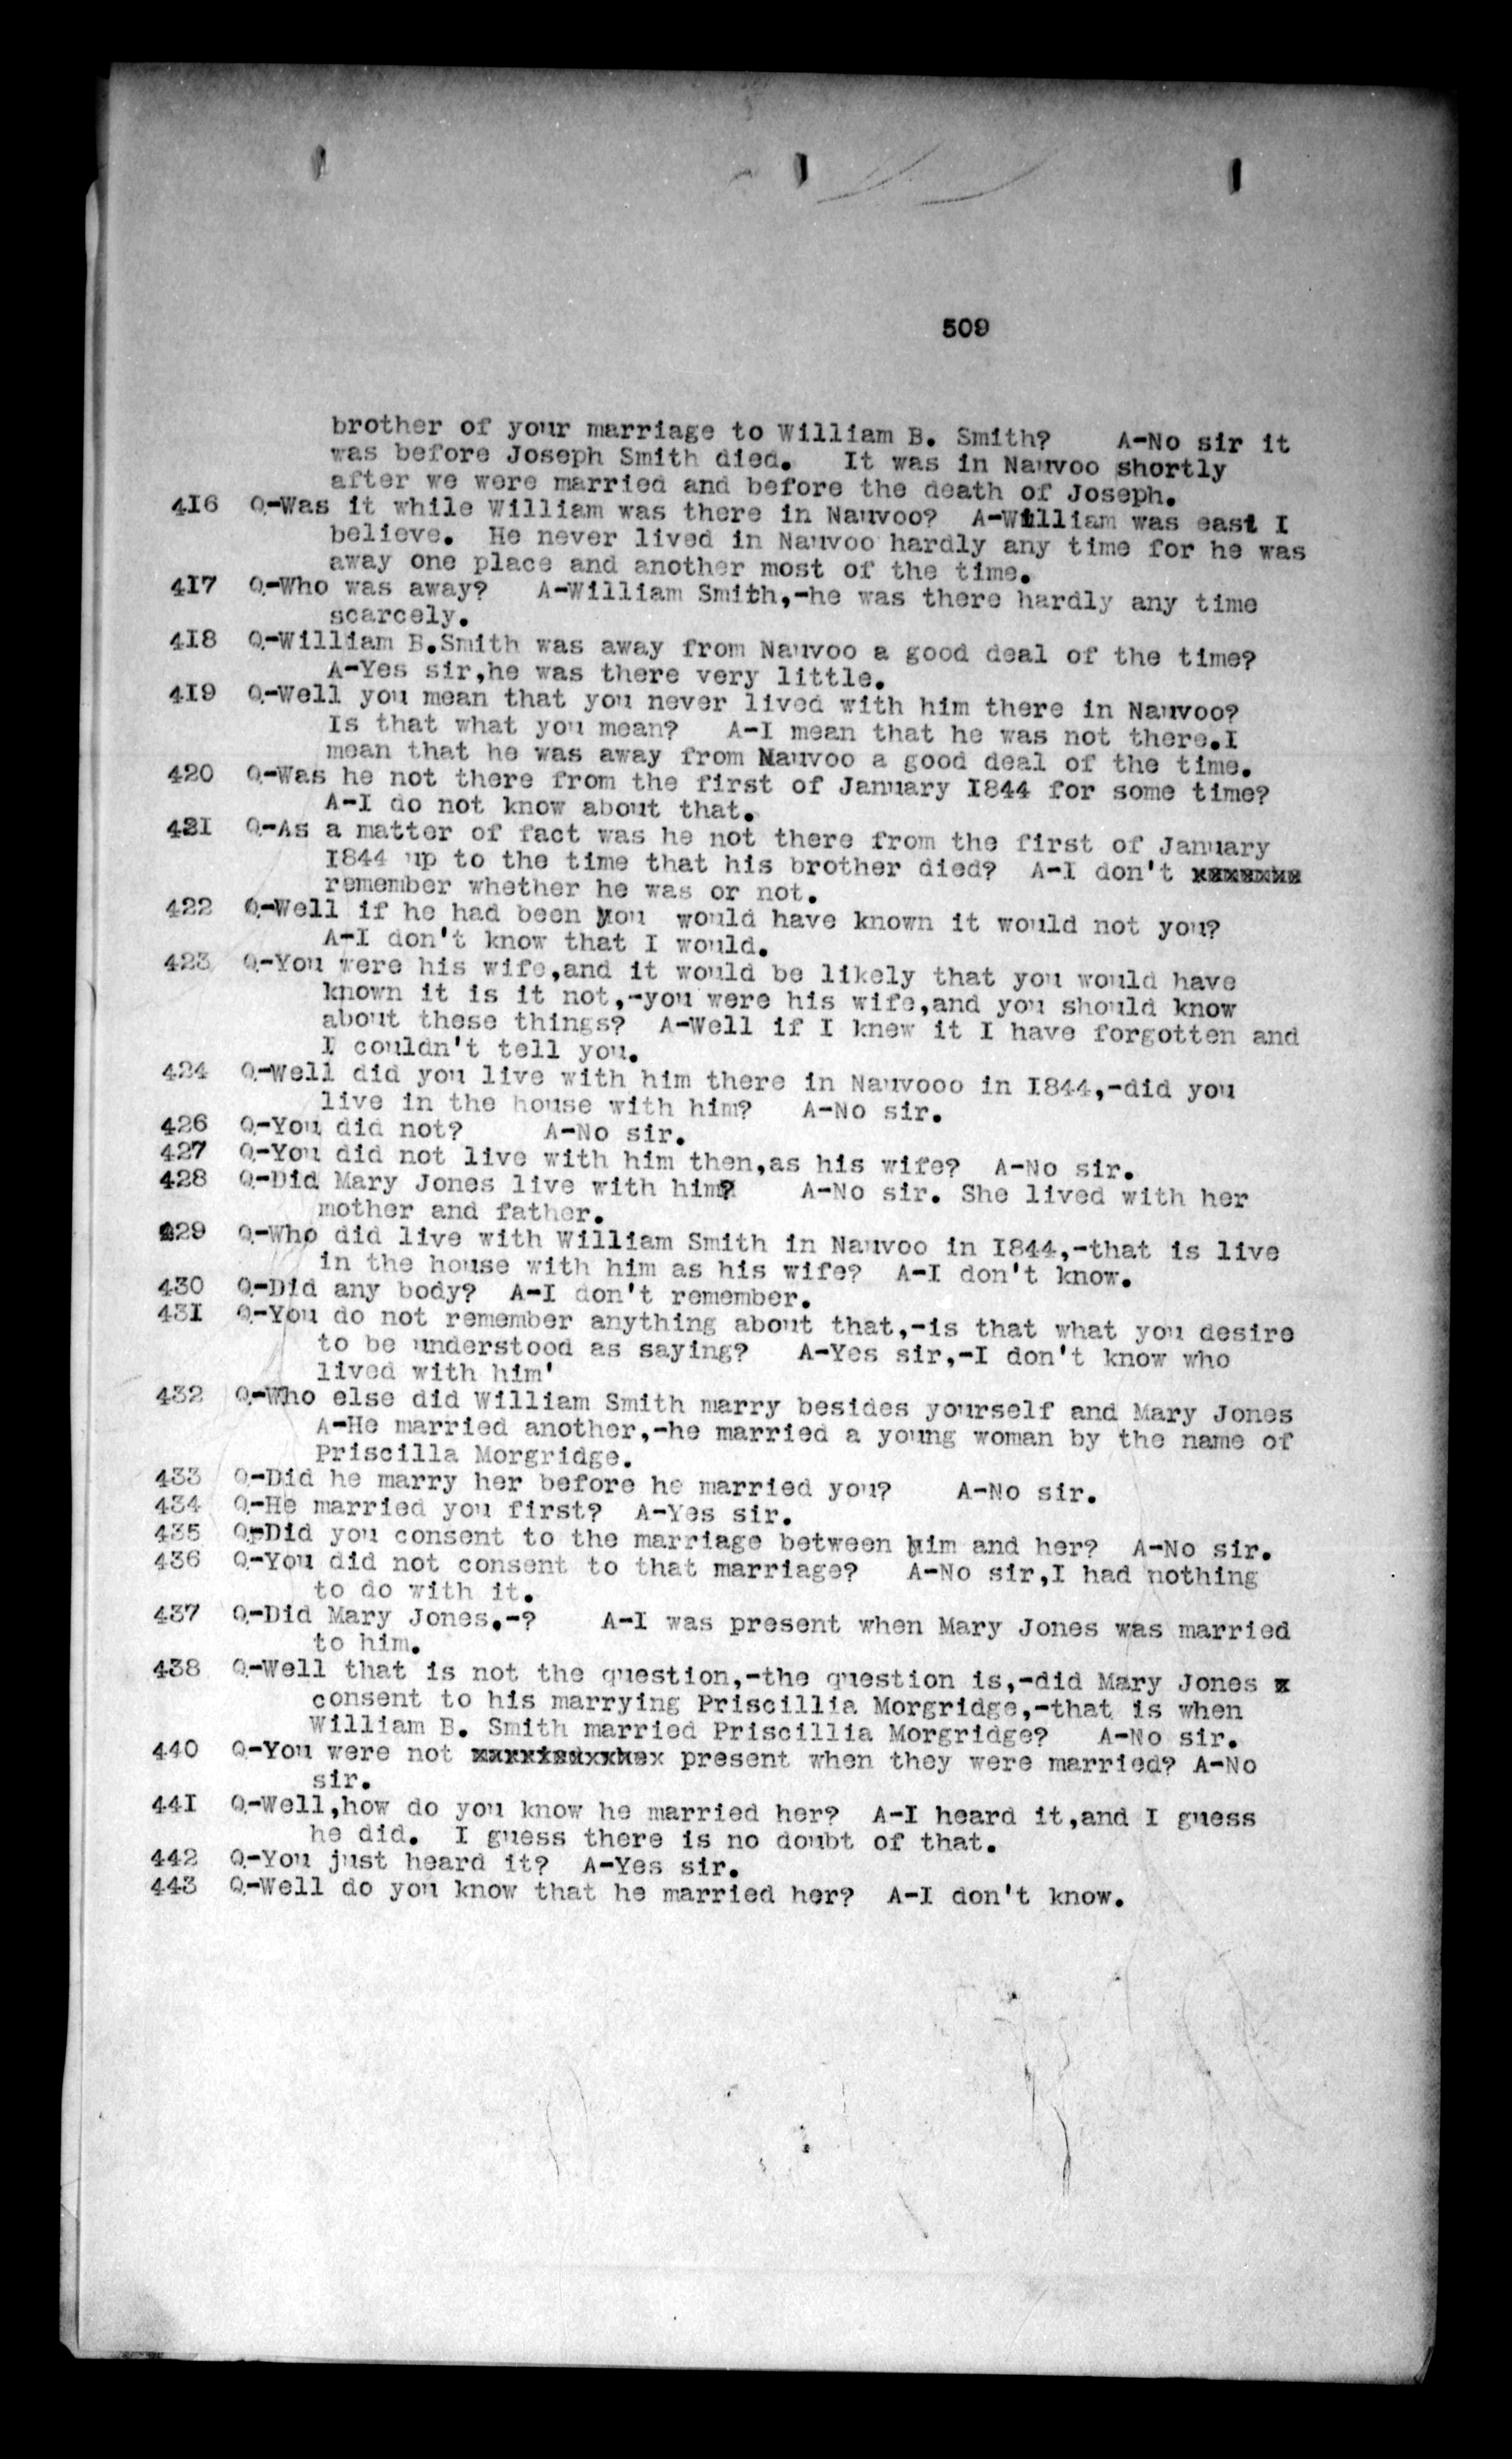 509
brother of your marriage to William B. Smith? A-No sir it
was before Joseph Smith died. It was in Nauvoo shortly
after we were married and before the death of Joseph.
416 Q-Was it while William was there in Nauvoo? A-William was east I
believe. He never lived in Nauvoo hardly any time for he was
away one place and another most of the time.
417 Q-Who was away? A-William Smith,-he was there hardly any time
scarcely.
418 Q-William B.Smith was away from Nauvoo a good deal of the time?
A-Yes sir,he was there very little.
419 Q-Well you mean that you never lived with him there in Nauvoo?
Is that what you mean? A-I mean that he was not there.I
mean that he was away from Nauvoo a good deal of the time.
420 Q-Was he not there from the first of January I844 for some time?
A-I do not know about that.
421 Q-As a matter of fact was he not there from the first of January
I844 up to the time that his brother died? A-I don't
remember whether he was or not.
422 Q-Well if he had been you would have known it would not you?
A-I don't know that I would.
423 Q-You were his wife,and it would be likely that you would have
known it is it not,-you were his wife,and you should know
about these things? A-Well if I knew it I have forgotten and
I couldn't tell you.
424 Q-Well did you live with him there in Nauvooo in I844,-did you
live in the house with him? A-No sir.
426 Q-You did not? A-No sir.
427 Q-You did not live with him then,as his wife? A-No sir.
428 Q-Did Mary Jones live with him? A-No sir. She lived with her
mother and father.
429 Q-Who did live with William Smith in Nauvoo in I844,-that is live
in the house with him as his wife? A-I don't know.
430 Q-Did any body? A-I don't remember.
431 Q-You do not remember anything about that,-is that what you desire
to be understood as saying? A-Yes sir,-I don't know who
lived with him'
432 Q-Who else did William Smith marry besides yourself and Mary Jones
A-He married another,-he married a young woman by the name of
Priscilla Morgridge.
433 Q-Did he marry her before he married you? A-No sir.
434 Q-He married you first? A-Yes sir.
435 Q-Did you consent to the marriage between him and her? A-No sir.
436 Q-You did not consent to that marriage? A-No sir,I had nothing
to do with it.
437 Q-Did Mary Jones.-? A-I was present when Mary Jones was married
to him.
438 Q-Well that is not the question,-the question is,-did Mary Jones x
consent to his marrying Priscillia Morgridge,-that is when
William B. Smith married Priscillia Morgridge? A-No sir.
440 Q-You were not present when they were married? A-No
sir.
441 Q-Well,how do you know he married her? A-I heard it,and I guess
he did. I guess there is no doubt of that.
442 Q-You just heard it? A-Yes sir.
443 Q-Well do you know that he married her? A-I don't know.